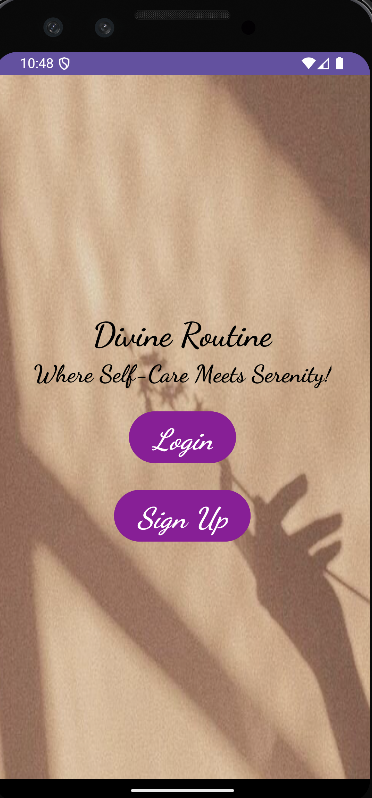 10:48
Divine Routine
Where Self-Care Meets Serenity!
Login
Sign Up